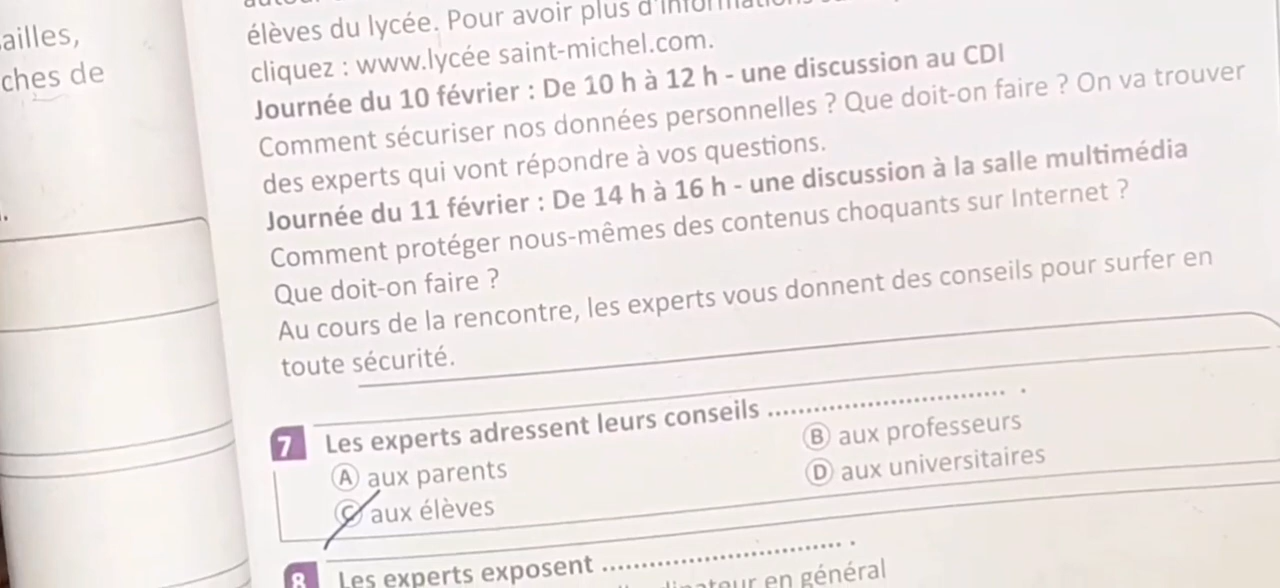 ailles,
ches de
élèves du lycée. Pour avoir plus d'informations
cliquez : www.lycée saint-michel.com.
Journée du 10 février : De 10 h à 12 h - une discussion au CDI
Comment sécuriser nos données personnelles ? Que doit-on faire ? On va trouver
des experts qui vont répondre à vos questions.
Journée du 11 février : De 14 h à 16 h - une discussion à la salle multimédia
Comment protéger nous-mêmes des contenus choquants sur Internet ?
Que doit-on faire ?
Au cours de la rencontre, les experts vous donnent des conseils pour surfer en
toute sécurité.
7 Les experts adressent leurs conseils .............................. .
A aux parents
B aux professeurs
C aux élèves
D aux universitaires
8 Les experts exposent .............................. .
en général